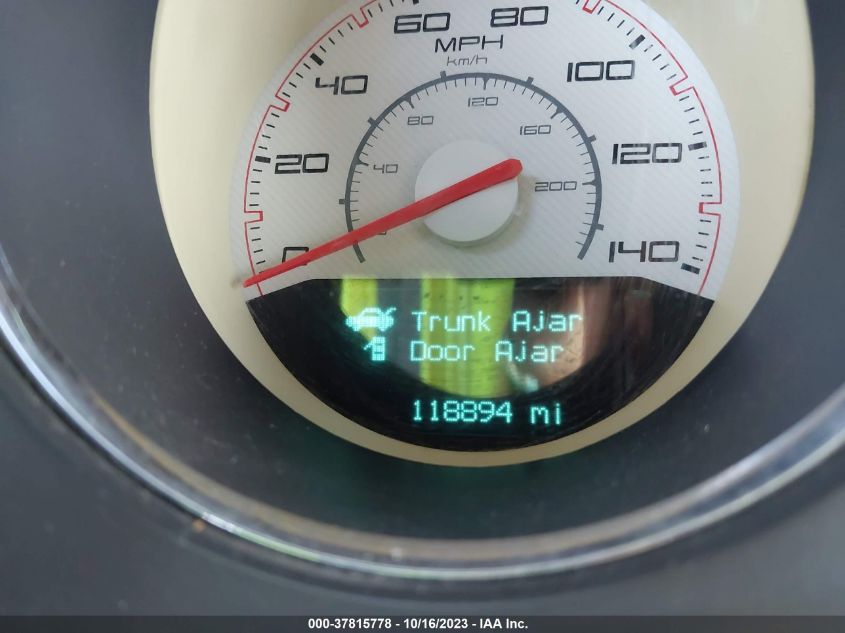 60 80
MPH
km/h
40 100
120
80 160
20 40 120
200
0 140
Trunk Ajar
Door Ajar
118894 mi
000-37815778 - 10/16/2023 - IAA Inc.